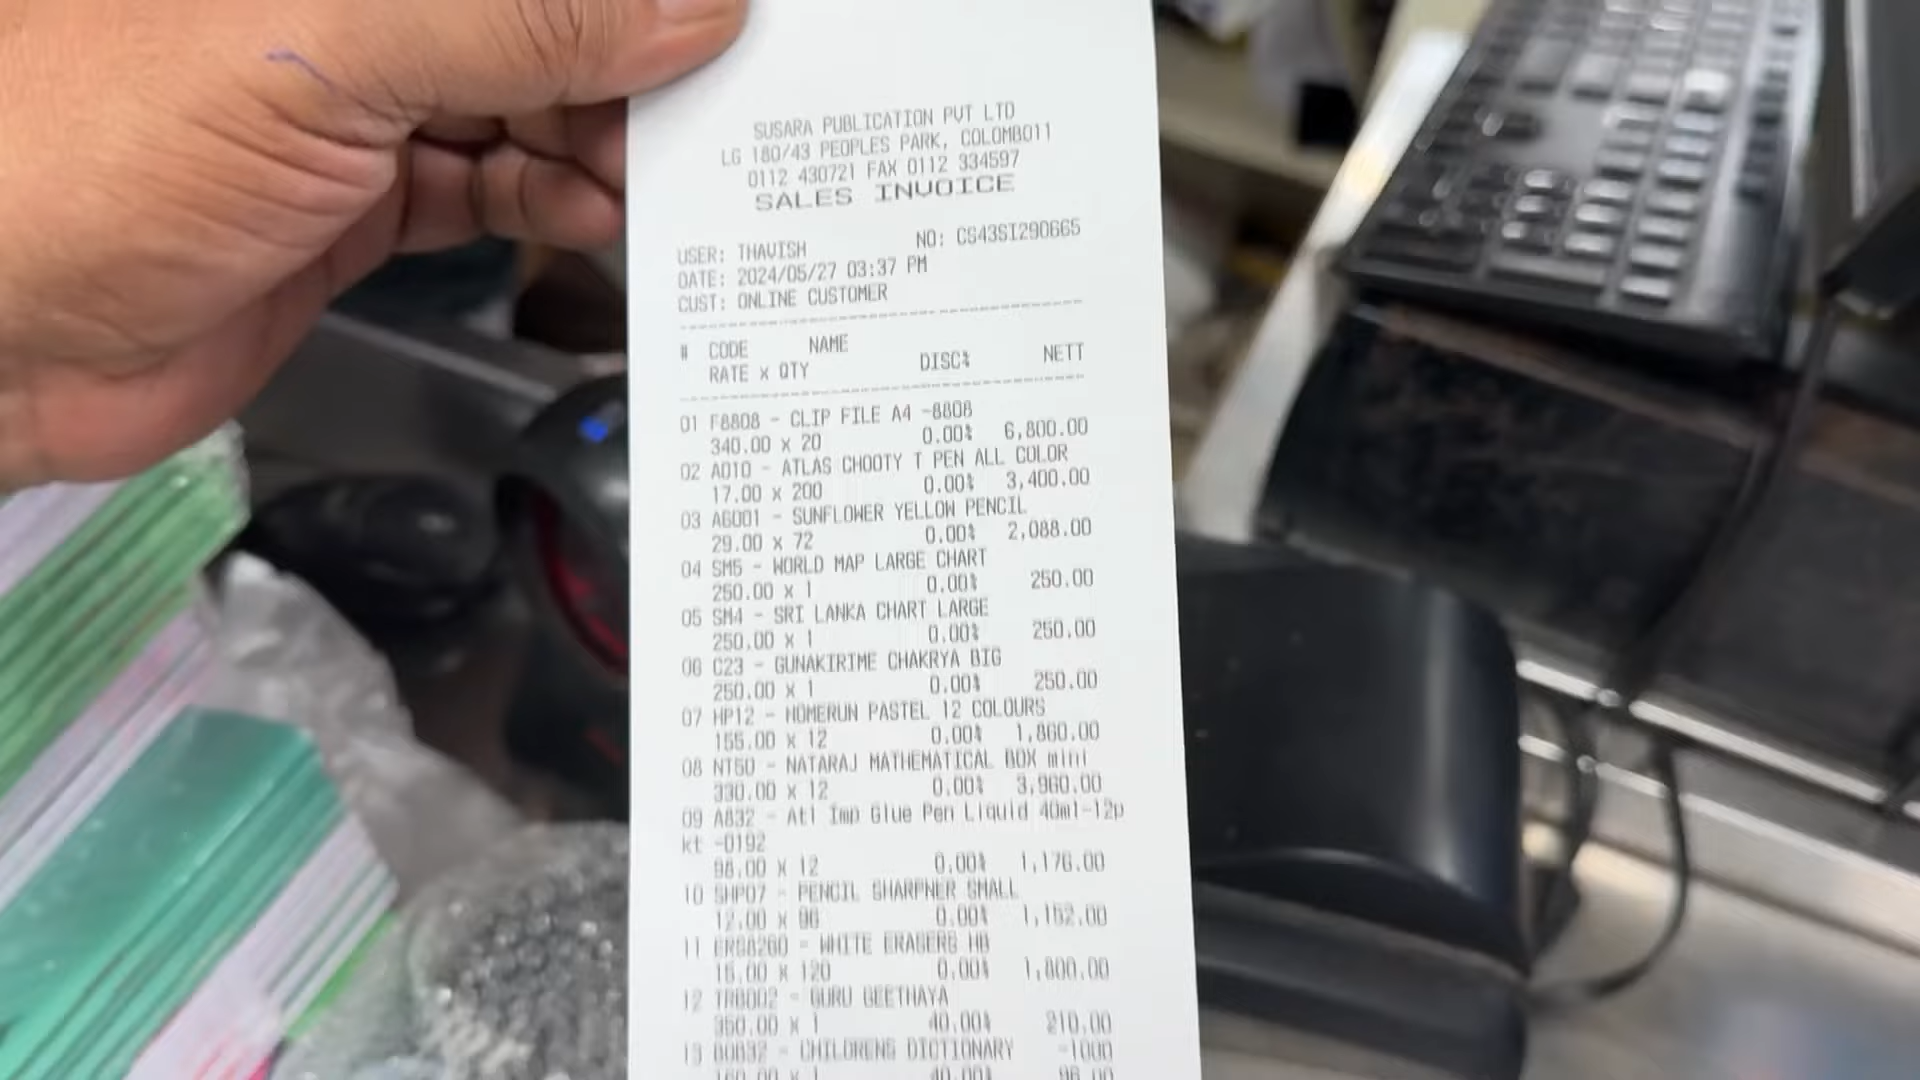 SUSARA PUBLICATION PVT LTD
LG 180/43 PEOPLES PARK, COLOMBO11
0112 430721 FAX 0112 334597
SALES INVOICE
USER: THAVISH NO: CS43SI290665
DATE: 2024/05/27 03:37 PM
CUST: ONLINE CUSTOMER
# CODE NAME
RATE x QTY DISC% NETT
01 F8808 - CLIP FILE A4 -8808
340.00 x 20 0.00% 6,800.00
02 A010 - ATLAS CHOOTY T PEN ALL COLOR
17.00 x 200 0.00% 3,400.00
03 A6001 - SUNFLOWER YELLOW PENCIL
29.00 x 72 0.00% 2,088.00
04 SM5 - WORLD MAP LARGE CHART
250.00 x 1 0.00% 250.00
05 SM4 - SRI LANKA CHART LARGE
250.00 x 1 0.00% 250.00
06 C23 - GUNAKIRIME CHAKRYA BIG
250.00 x 1 0.00% 250.00
07 HP12 - HOMERUN PASTEL 12 COLOURS
155.00 x 12 0.00% 1,860.00
08 NT50 - NATARAJ MATHEMATICAL BOX mini
330.00 x 12 0.00% 3,960.00
09 A832 - Atl Imp Glue Pen Liquid 40ml-12p
kt -0192
98.00 x 12 0.00% 1,176.00
10 SHP07 - PENCIL SHARPNER SMALL
12.00 x 96 0.00% 1,152.00
11 - WHITE ERASERS HB
15.00 x 120 0.00% 1,800.00
12 - GURU GEETHAYA
350.00 x 1 40.00% 210.00
13 - CHILDRENS DICTIONARY -1000
160.00 x 1 40.00% 96.00